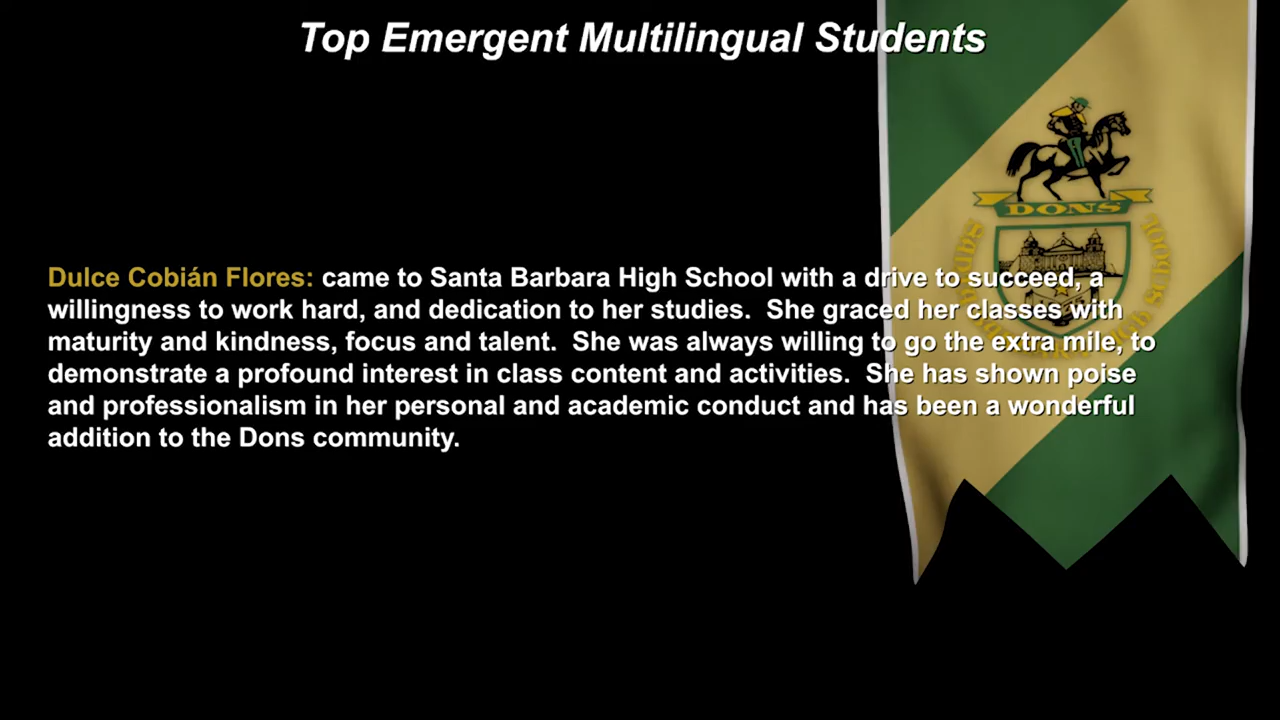 Top Emergent Multilingual Students
DONS
Dulce Cobián Flores: came to Santa Barbara High School with a drive to succeed, a
willingness to work hard, and dedication to her studies.  She graced her classes with
maturity and kindness, focus and talent.  She was always willing to go the extra mile, to
demonstrate a profound interest in class content and activities.  She has shown poise
and professionalism in her personal and academic conduct and has been a wonderful
addition to the Dons community.